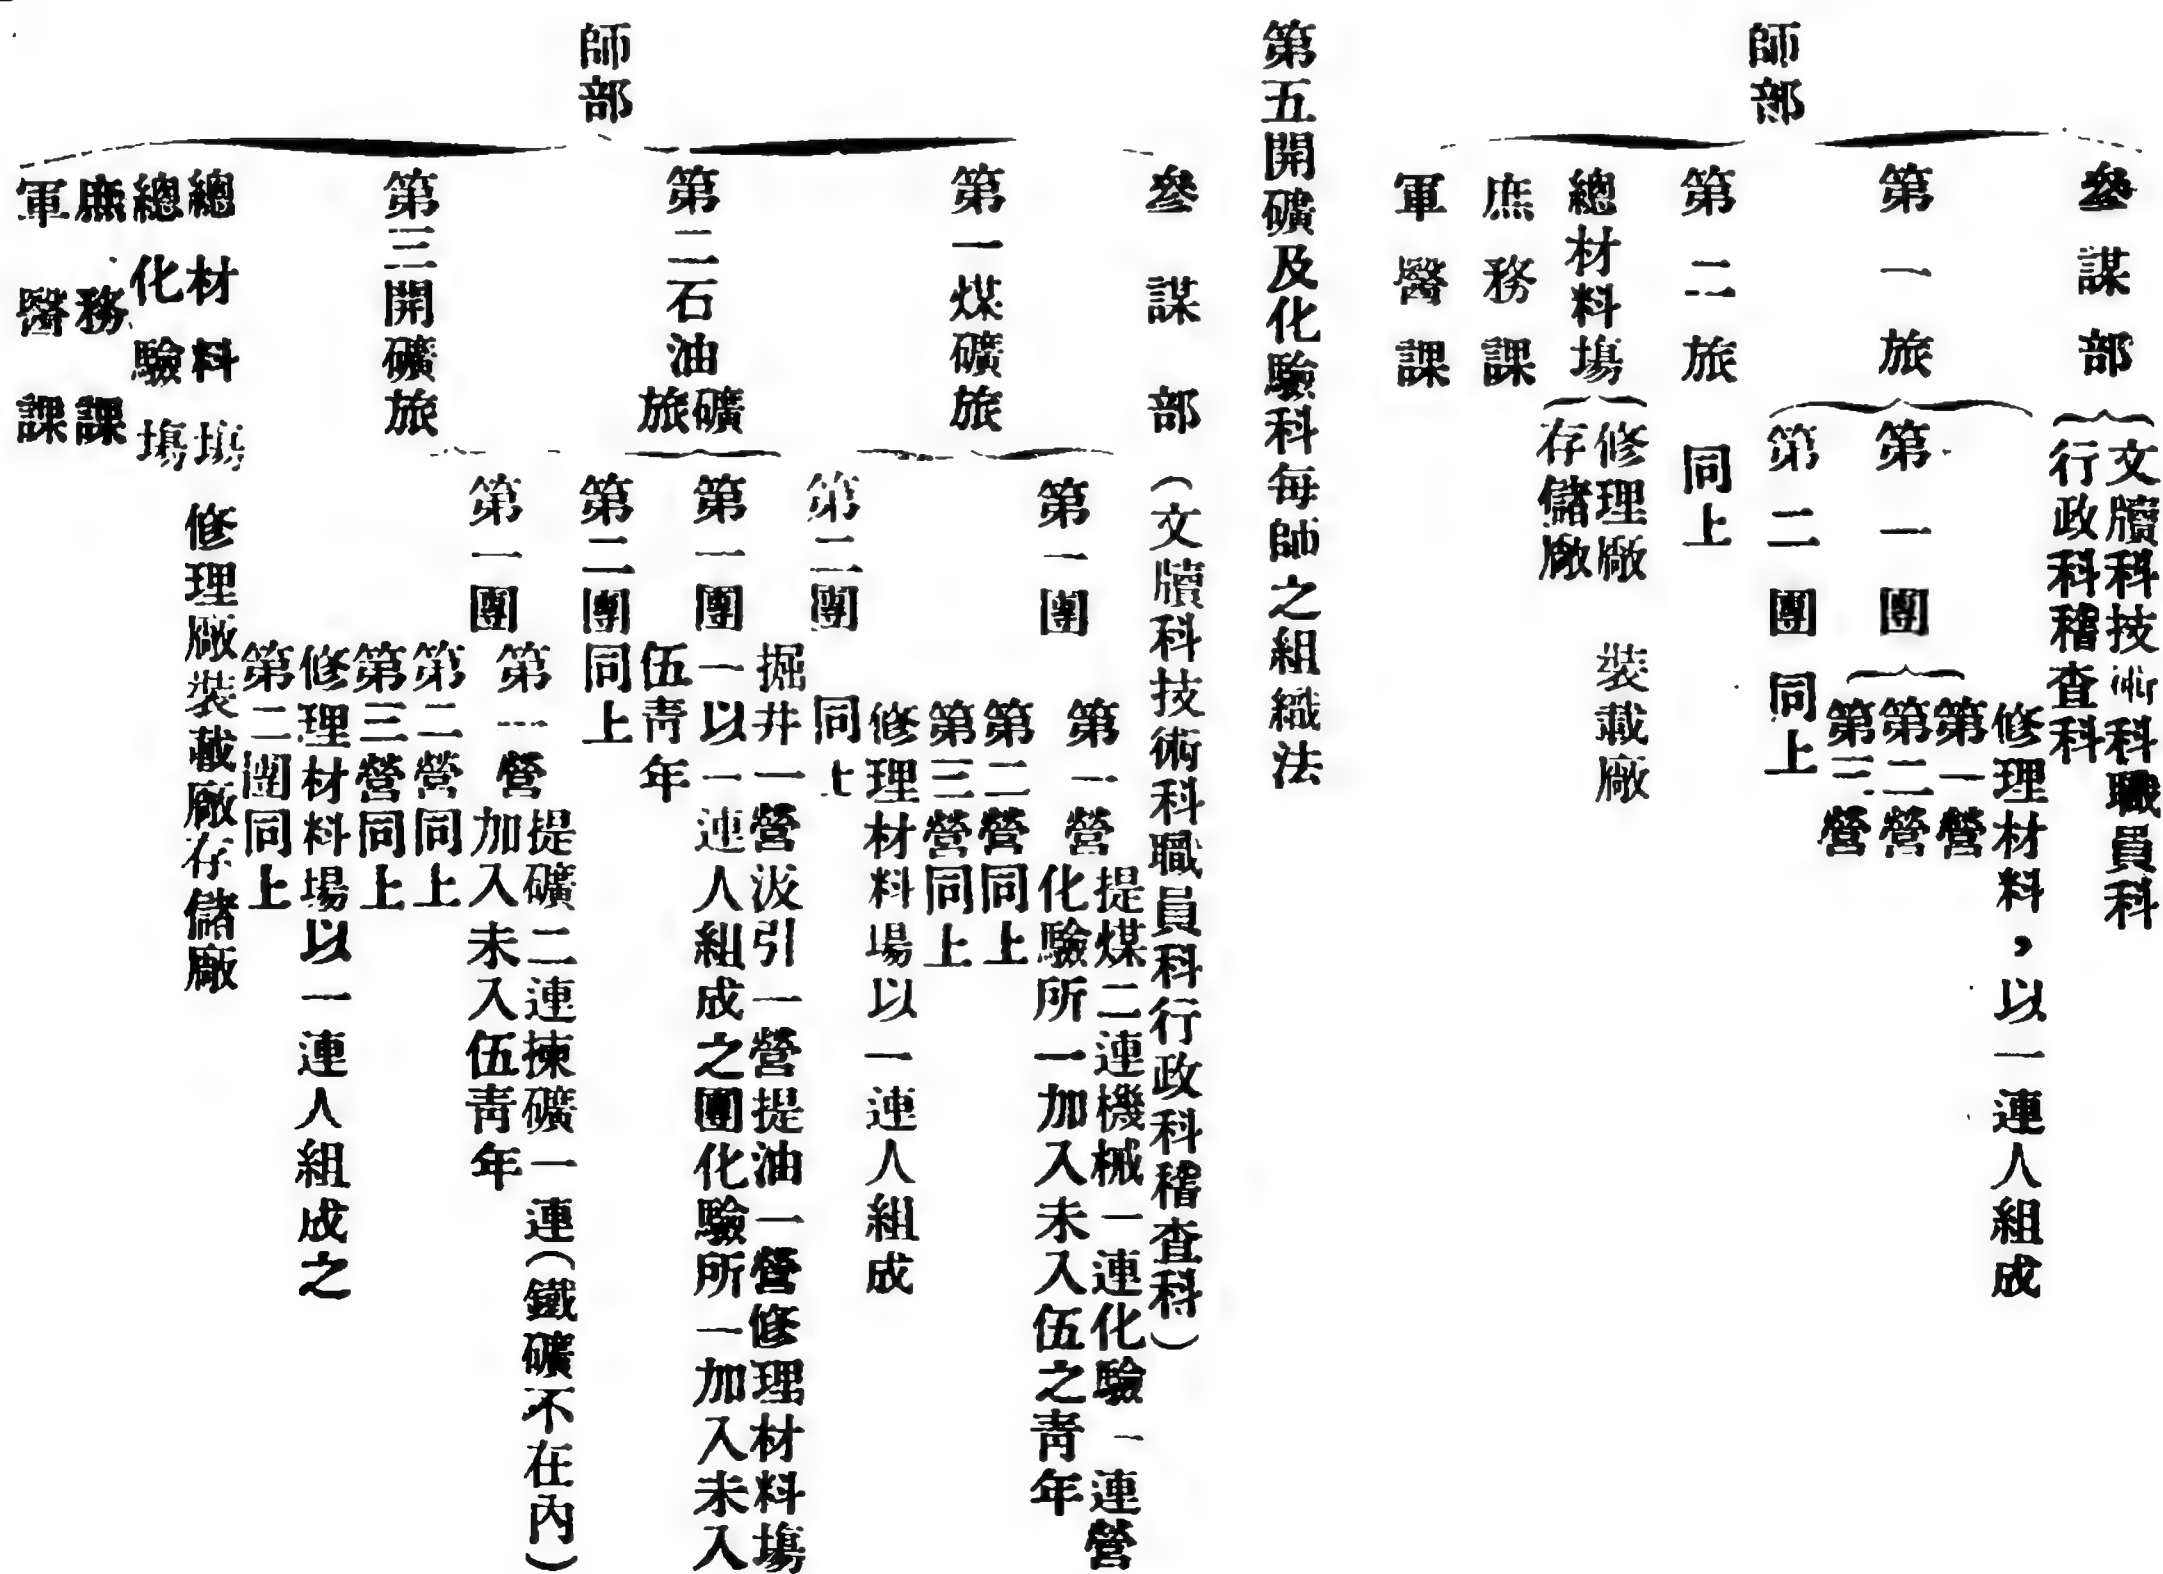 師部
參謀部
文牘科技術科職員科
行政科稽查科
第一旅
第一團
修理材料，以一連人組成
第一營
第二營
第三營
第二團同上
第二旅 同上
總材料塲
修理廠 裝載廠
存儲廠
庶務課
軍醫課
第五開礦及化驗科每師之組織法
師部
參謀部（文牘科技術科職員科行政科稽查科）
第一煤礦旅
第一團
第一營
提煤二連機械一連化驗一連營
化驗所一加入未入伍之青年
第二營同上
第三營同上
修理材料場以一連人組成
第二團 同上
第二石油礦
旅
第一團
掘井一營汲引一營提油一營修理材料塲
一以一連人組成之團化驗所一加入未入
伍青年
第二團同上
第三開礦旅
第一團
第一營
提礦二連揀礦一連（鐵礦不在內）
加入未入伍青年
第二營同上
第三營同上
修理材料場以一連人組成之
第二團同上
總材料塲 修理廠裝載廠存儲廠
總化驗塲
庶務課
軍醫課